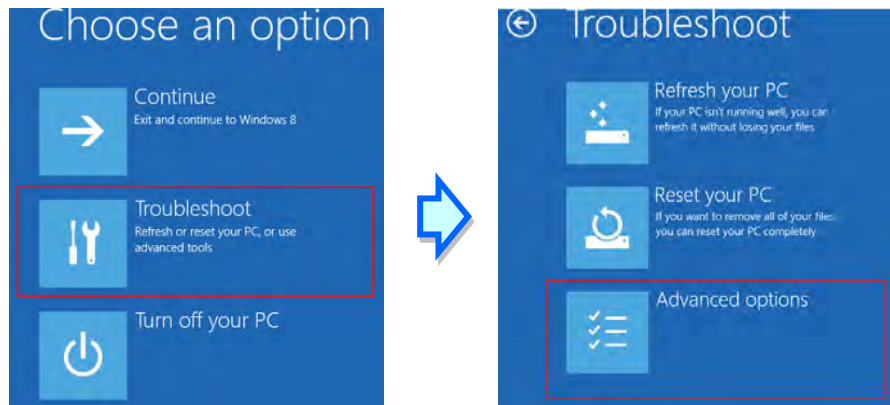 Choose an option
Continue
Exit and continue to Windows 8
Troubleshoot
Refresh or reset your PC, or use
advanced tools
Turn off your PC
Troubleshoot
Refresh your PC
If your PC isn't running well, you can
refresh it without losing your files
Reset your PC
If you want to remove all of your files
you can reset your PC completely
Advanced options